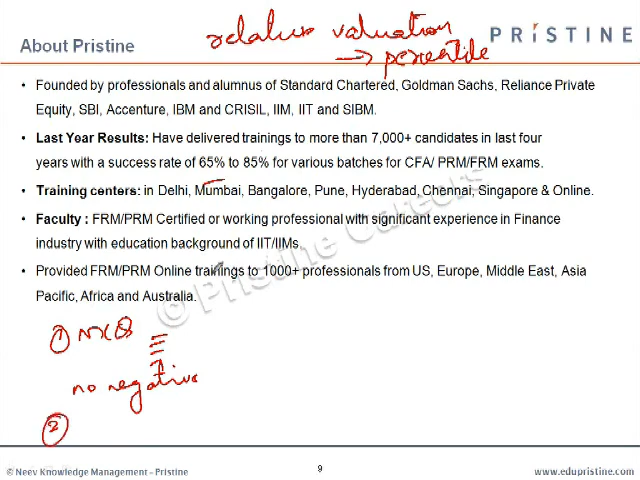 About Pristine
relative valuation
→ percentile
PRISTINE
• Founded by professionals and alumnus of Standard Chartered, Goldman Sachs, Reliance Private
Equity, SBI, Accenture, IBM and CRISIL, IIM, IIT and SIBM.
• Last Year Results: Have delivered trainings to more than 7,000+ candidates in last four
years with a success rate of 65% to 85% for various batches for CFA/ PRM/FRM exams.
• Training centers: in Delhi, Mumbai, Bangalore, Pune, Hyderabad, Chennai, Singapore & Online.
• Faculty : FRM/PRM Certified or working professional with significant experience in Finance
industry with education background of IIT/IIMs.
• Provided FRM/PRM Online trainings to 1000+ professionals from US, Europe, Middle East, Asia
Pacific, Africa and Australia.
© Pristine Careers
① MCQ
no negative
②
© Neev Knowledge Management - Pristine
9
www.edupristine.com